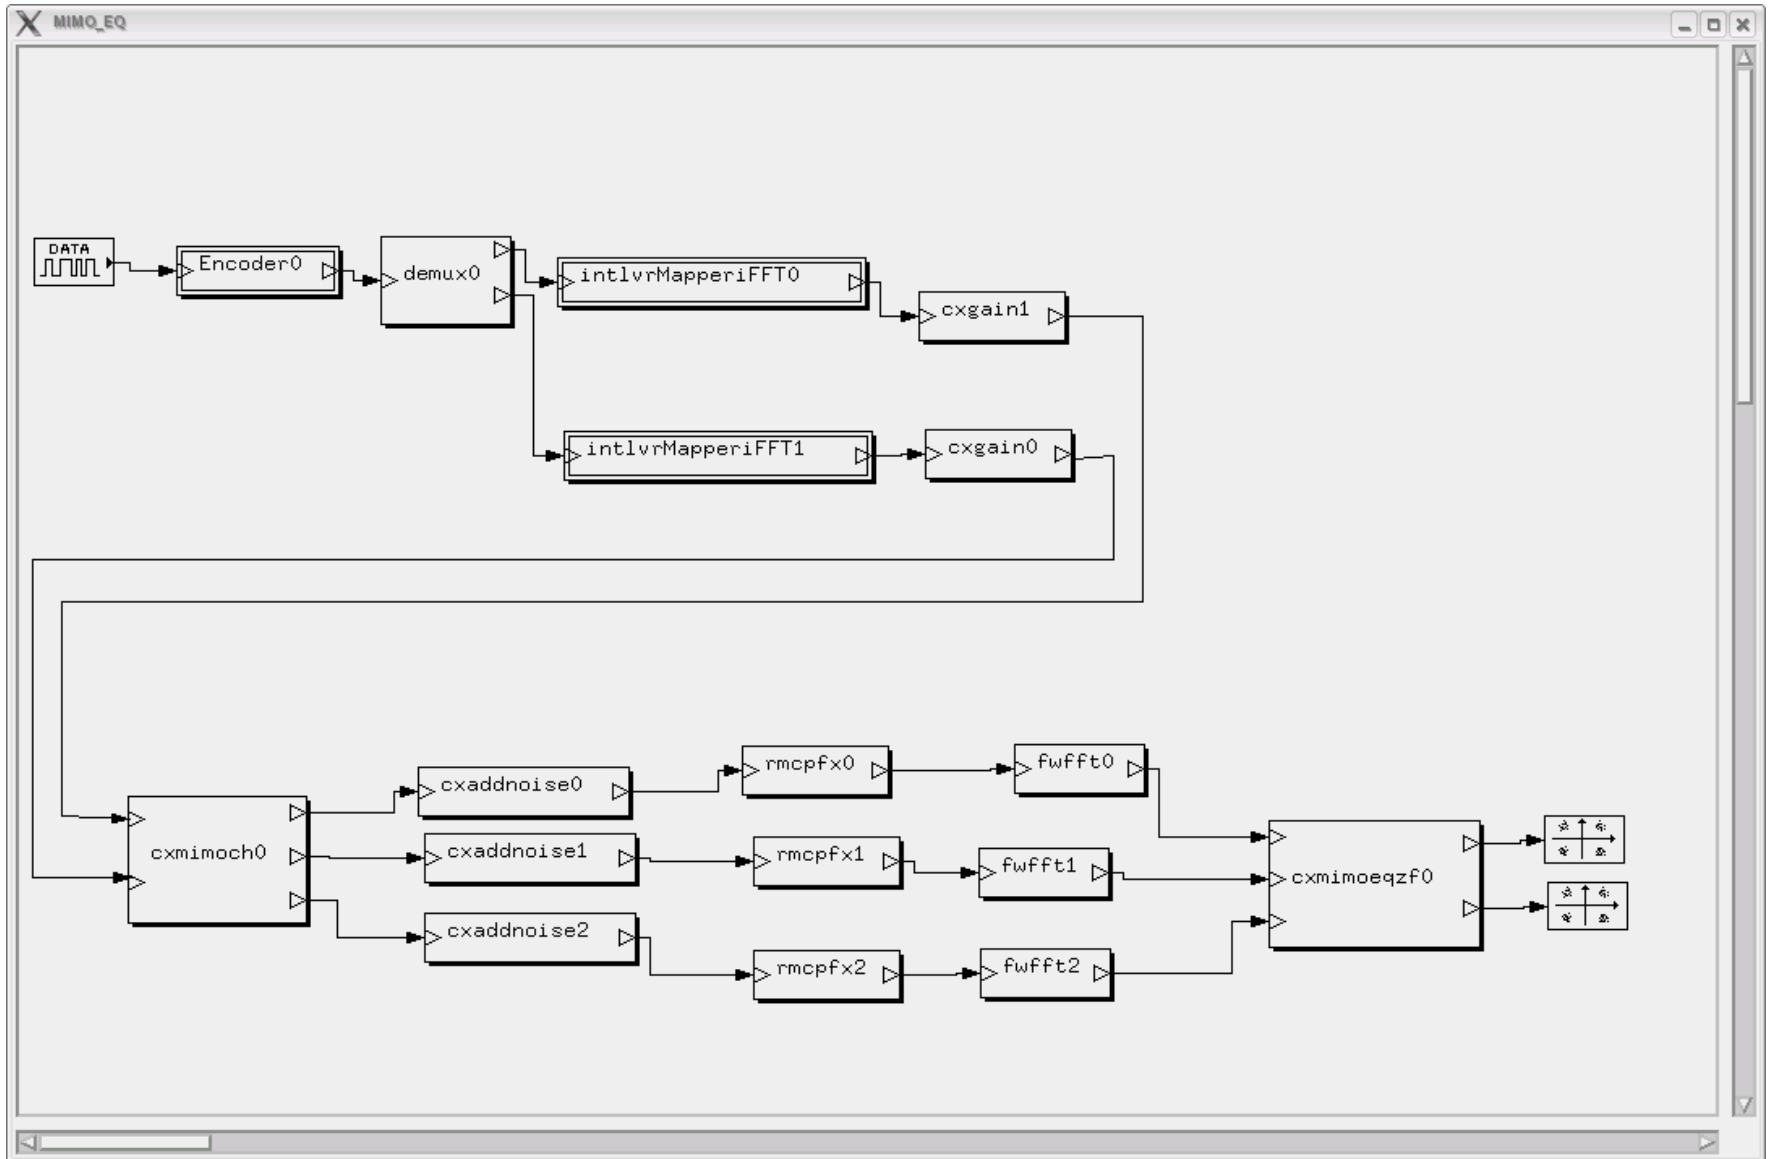 MIMO_EQ
DATA
Encoder0
demux0
intlvrMapperiFFT0
cxgain1
intlvrMapperiFFT1
cxgain0
cxmimoch0
cxaddnoise0
rmcpfx0
fwfft0
cxaddnoise1
rmcpfx1
fwfft1
cxmimoeqzf0
cxaddnoise2
rmcpfx2
fwfft2